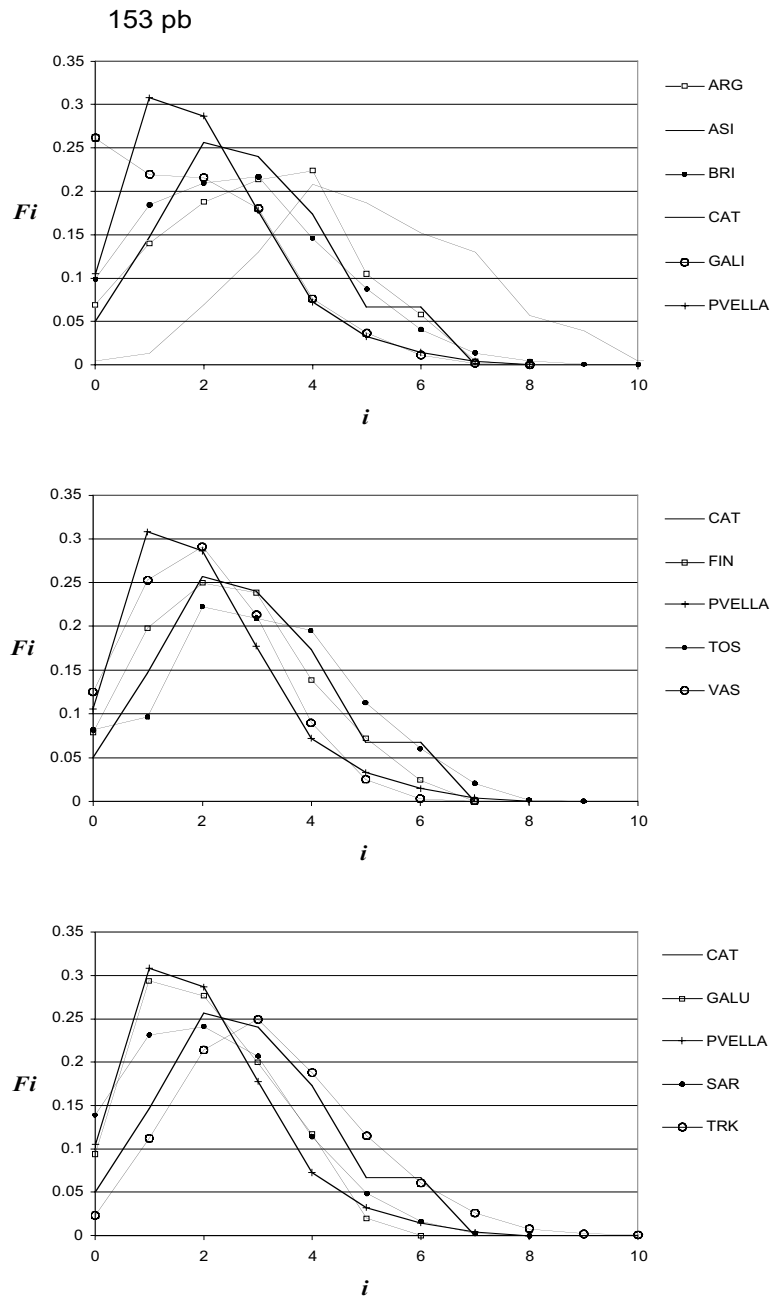 153 pb
0.35
0.3
0.25
0.2
0.15
0.1
0.05
0
Fi
0 2 4 6 8 10
i
ARG
ASI
BRI
CAT
GALI
PVELLA
0.35
0.3
0.25
0.2
0.15
0.1
0.05
0
Fi
0 2 4 6 8 10
i
CAT
FIN
PVELLA
TOS
VAS
0.35
0.3
0.25
0.2
0.15
0.1
0.05
0
Fi
0 2 4 6 8 10
i
CAT
GALU
PVELLA
SAR
TRK